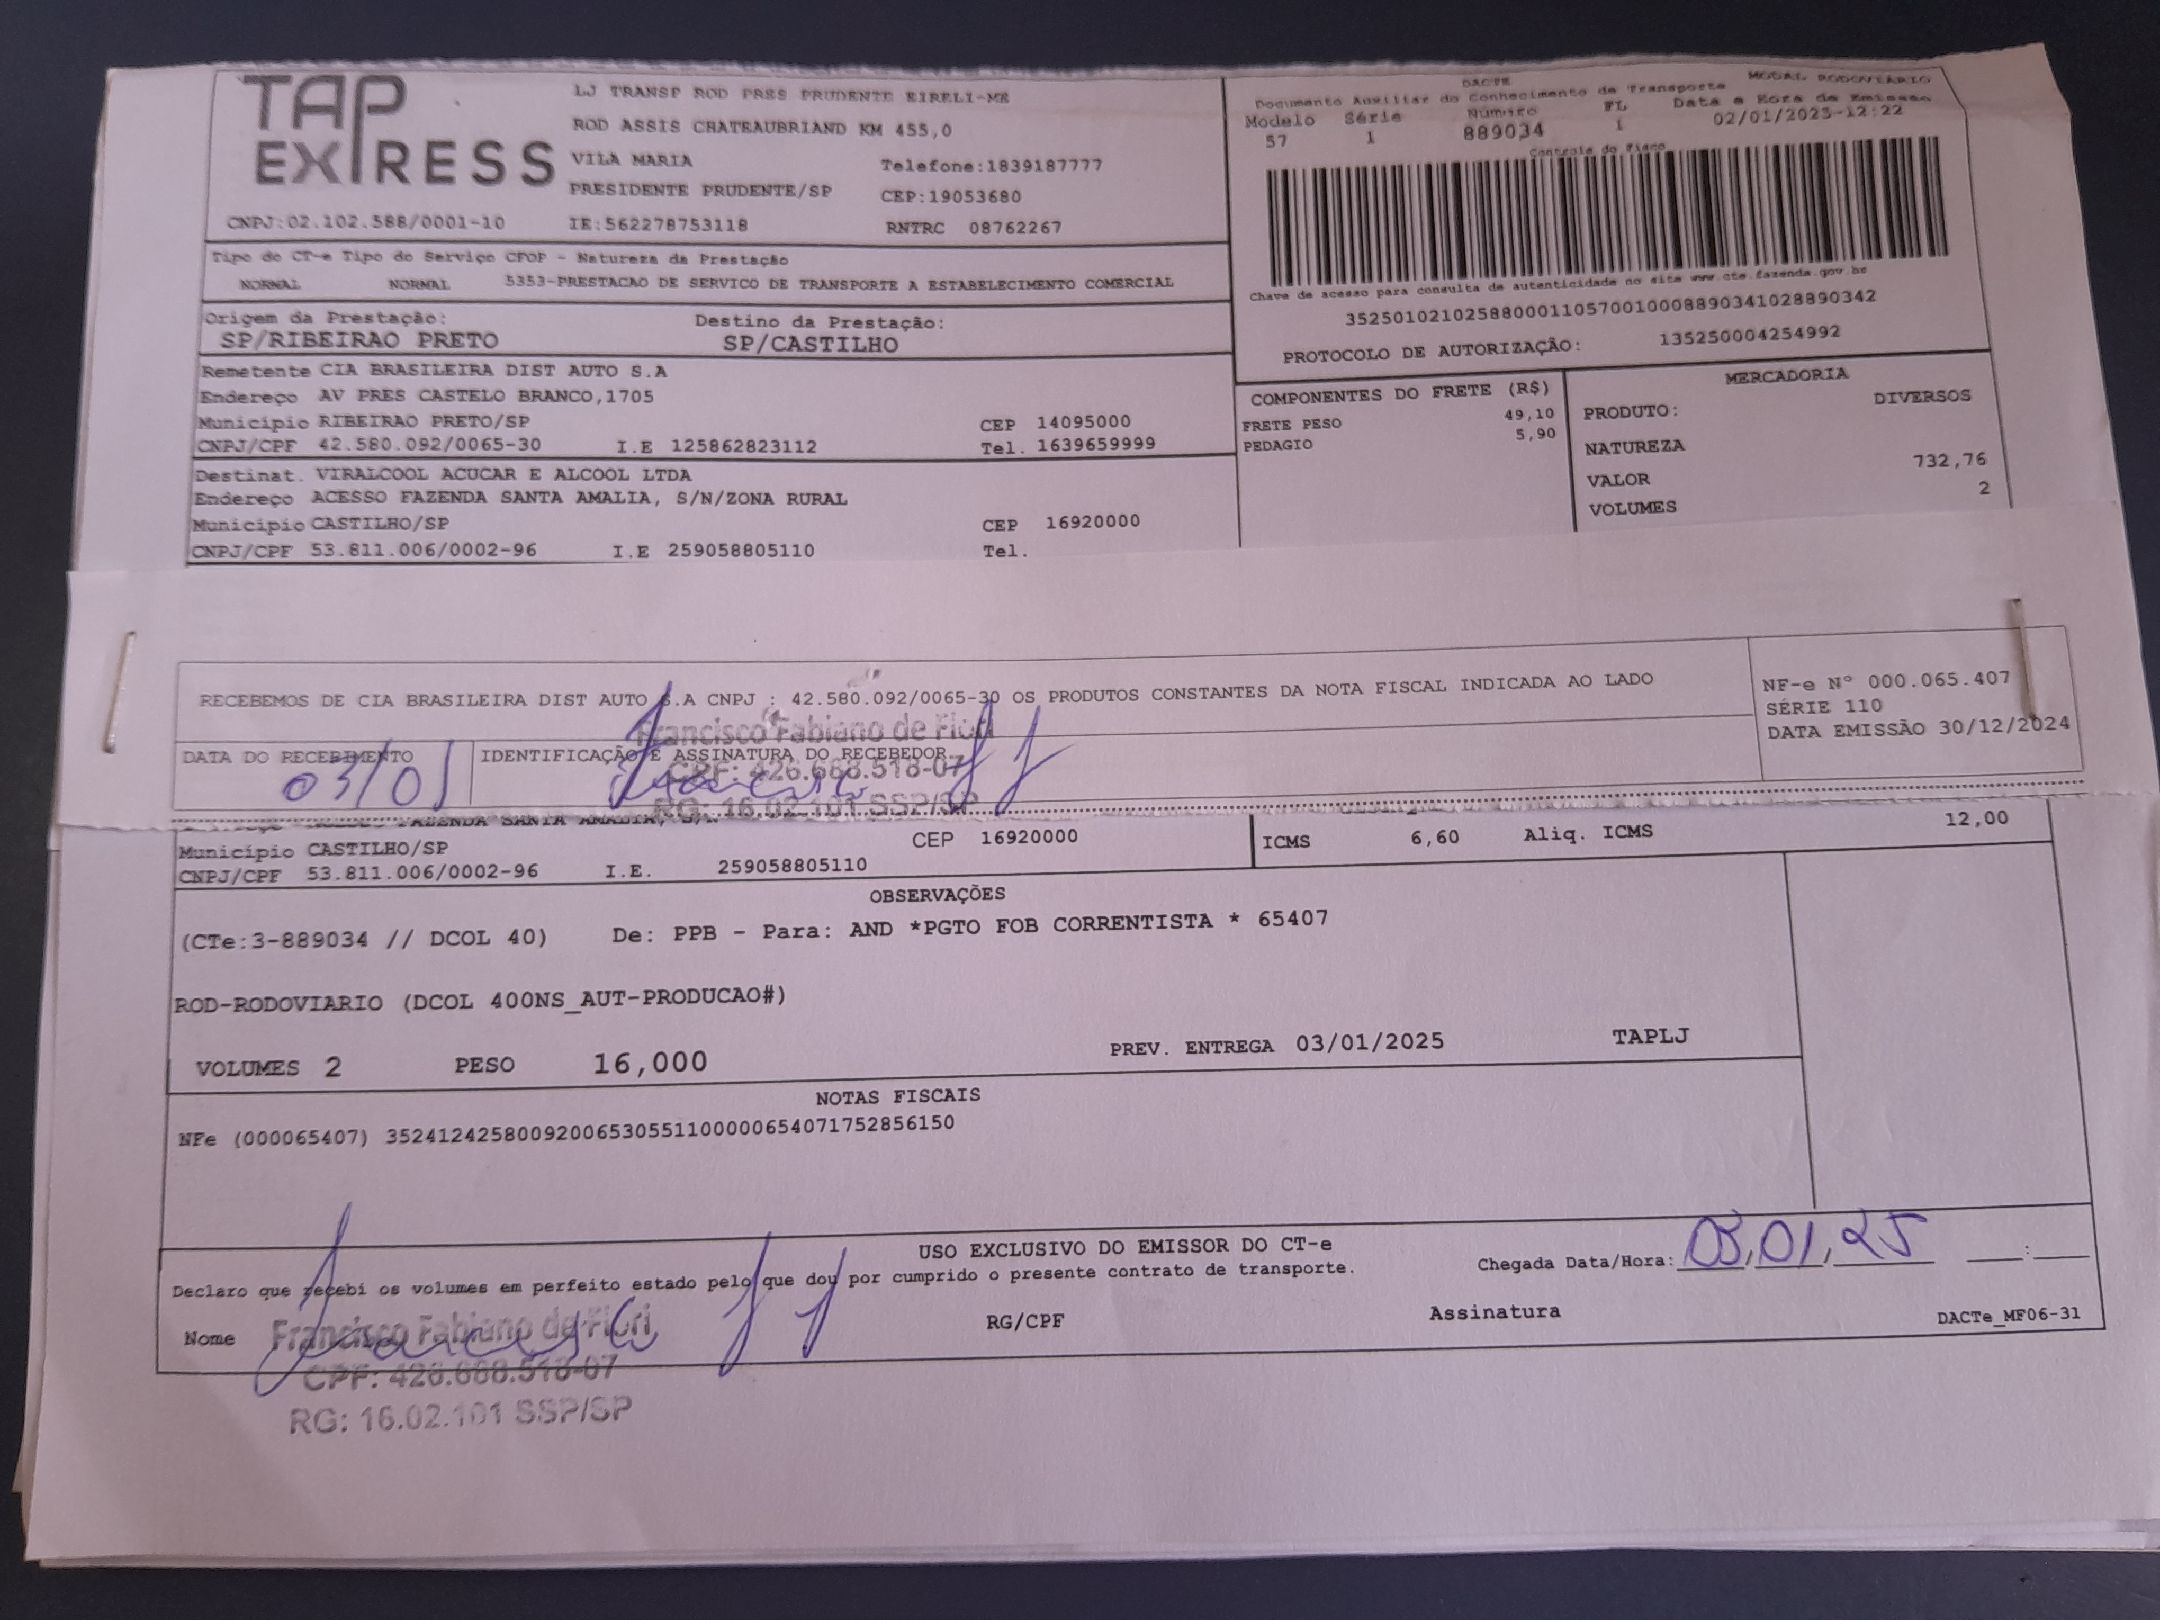 TAP EXPRESS
LJ TRANSP ROD PRES PRUDENTE EIRELI-ME
ROD ASSIS CHATEAUBRIAND KM 455,0
VILA MARIA Telefone:1839187777
PRESIDENTE PRUDENTE/SP CEP:19053680
CNPJ:02.102.588/0001-10 IE:562278753118 RNTRC 08762267
DACTE MODAL RODOVIÁRIO
Documento Auxiliar do Conhecimento de Transporte
Modelo Série Número FL Data e Hora de Emissão
57 1 889034 1 02/01/2025-12:22
Controle do Fisco
Chave de acesso para consulta de autenticidade no site www.cte.fazenda.gov.br
35250102102588000110570010008890341028890342
PROTOCOLO DE AUTORIZAÇÃO: 135250004254992
Tipo do CT-e Tipo do Serviço CFOP - Natureza da Prestação
NORMAL NORMAL 5353-PRESTACAO DE SERVICO DE TRANSPORTE A ESTABELECIMENTO COMERCIAL
Origem da Prestação: Destino da Prestação:
SP/RIBEIRAO PRETO SP/CASTILHO
Remetente CIA BRASILEIRA DIST AUTO S.A
Endereço AV PRES CASTELO BRANCO,1705
Município RIBEIRAO PRETO/SP CEP 14095000
CNPJ/CPF 42.580.092/0065-30 I.E 125862823112 Tel. 1639659999
Destinat. VIRALCOOL ACUCAR E ALCOOL LTDA
Endereço ACESSO FAZENDA SANTA AMALIA, S/N/ZONA RURAL
Município CASTILHO/SP CEP 16920000
CNPJ/CPF 53.811.006/0002-96 I.E 259058805110 Tel.
COMPONENTES DO FRETE (R$)
FRETE PESO 49,10
PEDAGIO 5,90
MERCADORIA
PRODUTO: DIVERSOS
NATUREZA
VALOR 732,76
VOLUMES 2
RECEBEMOS DE CIA BRASILEIRA DIST AUTO S.A CNPJ : 42.580.092/0065-30 OS PRODUTOS CONSTANTES DA NOTA FISCAL INDICADA AO LADO
NF-e Nº 000.065.407
SÉRIE 110
DATA EMISSÃO 30/12/2024
DATA DO RECEBIMENTO IDENTIFICAÇÃO E ASSINATURA DO RECEBEDOR
03/01
Francisco Fabiano de Fiori
CPF: 426.688.518-07
RG: 16.02.101 SSP/SP
FAZENDA SANTA AMALIA,
Município CASTILHO/SP CEP 16920000
CNPJ/CPF 53.811.006/0002-96 I.E. 259058805110
ICMS 6,60 Aliq. ICMS 12,00
OBSERVAÇÕES
(CTe:3-889034 // DCOL 40) De: PPB - Para: AND *PGTO FOB CORRENTISTA * 65407
ROD-RODOVIARIO (DCOL 400NS_AUT-PRODUCAO#)
VOLUMES 2 PESO 16,000 PREV. ENTREGA 03/01/2025 TAPLJ
NOTAS FISCAIS
NFe (000065407) 35241242580092006530551100000654071752856150
USO EXCLUSIVO DO EMISSOR DO CT-e
Chegada Data/Hora: 03,01,25 :
Declaro que recebi os volumes em perfeito estado pelo que dou por cumprido o presente contrato de transporte.
Nome RG/CPF Assinatura DACTe_MF06-31
Francisco Fabiano de Fiori
CPF: 426.688.518-07
RG: 16.02.101 SSP/SP